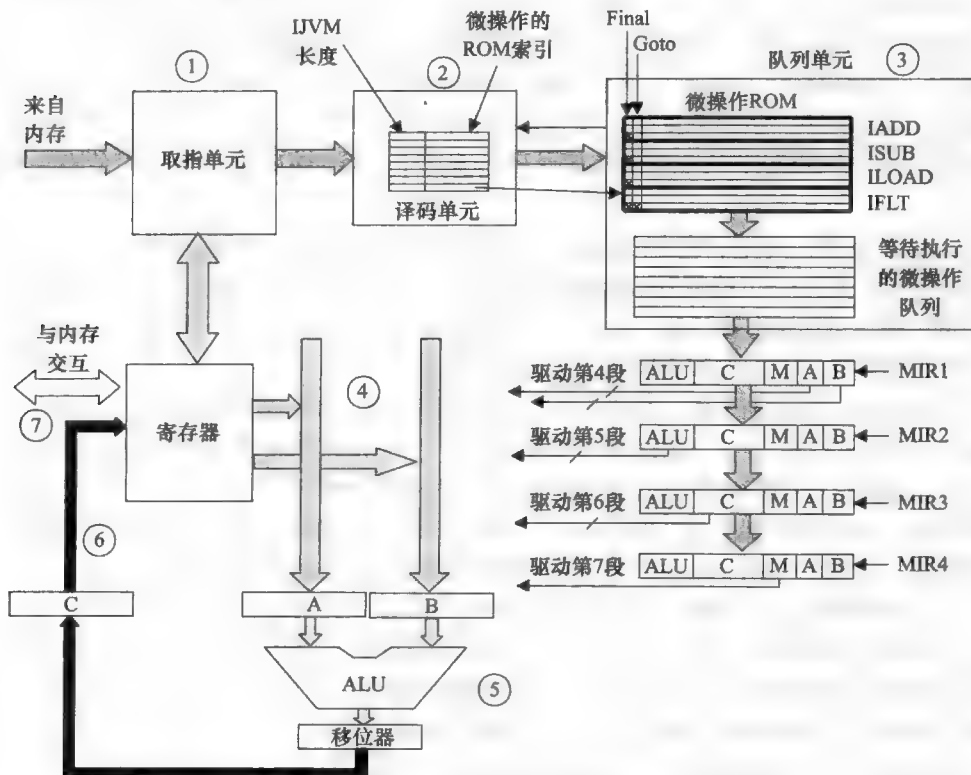 Final
Goto
IJVM
长度
微操作的
ROM索引
①
②
队列单元
③
来自
内存
取指单元
译码单元
微操作ROM
IADD
ISUB
ILOAD
IFLT
等待执行
的微操作
队列
与内存
交互
⑦
寄存器
④
驱动第4段
ALU C M A B
MIR1
驱动第5段
ALU C M A B
MIR2
驱动第6段
ALU C M A B
MIR3
驱动第7段
ALU C M A B
MIR4
⑥
C
A
B
ALU
⑤
移位器